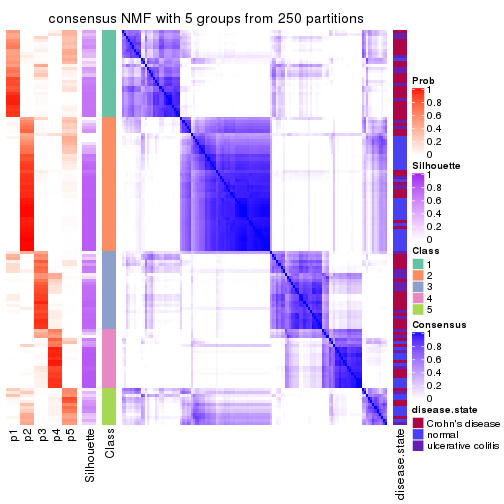 consensus NMF with 5 groups from 250 partitions
Prob
1
0.8
0.6
0.4
0.2
0
Silhouette
1
0.8
0.6
0.4
0.2
0
Class
1
2
3
4
5
Consensus
1
0.8
0.6
0.4
0.2
0
disease.state
Crohn's disease
normal
ulcerative colitis
p1
p2
p3
p4
p5
Silhouette
Class
disease.state